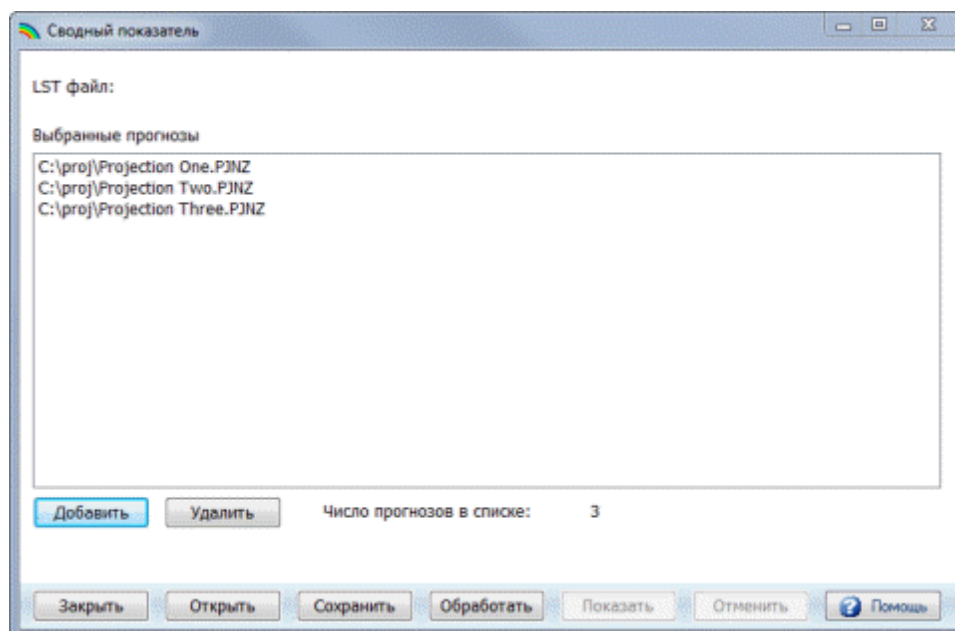 Сводный показатель
LST файл:
Выбранные прогнозы
C:\proj\Projection One.PJNZ
C:\proj\Projection Two.PJNZ
C:\proj\Projection Three.PJNZ
Добавить Удалить Число прогнозов в списке: 3
Закрыть Открыть Сохранить Обработать Показать Отменить Помощь